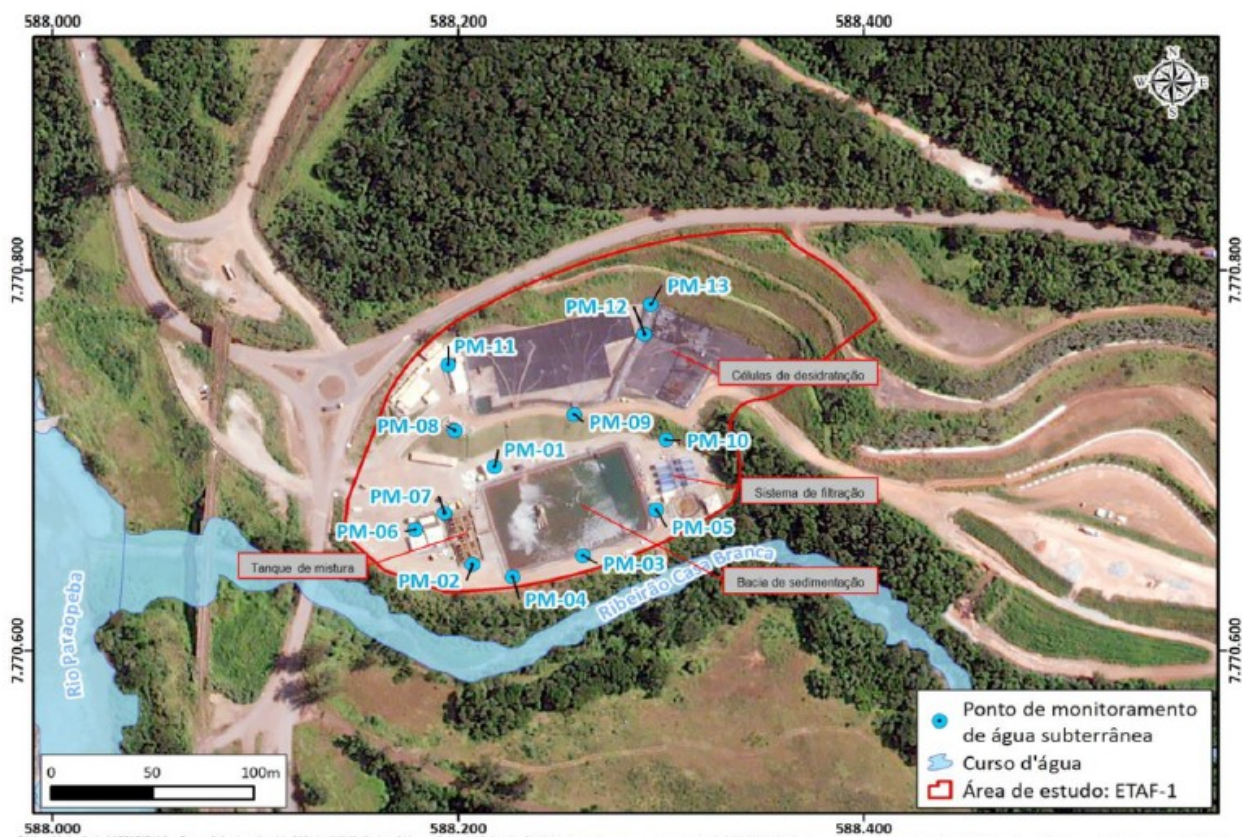 588.000
588.200
588.400
N
W
E
S
7.770.800
7.770.800
PM-13
PM-12
PM-11
Células de desidratação
PM-08
PM-09
PM-01
PM-10
Sistema de filtração
PM-07
PM-06
PM-05
Tanque de mistura
PM-02
PM-03
PM-04
Bacia de sedimentação
Ribeirão Casa Branca
Rio Paraopeba
7.770.600
7.770.600
Ponto de monitoramento
de água subterrânea
Curso d'água
Área de estudo: ETAF-1
0
50
100m
588.000
588.200
588.400